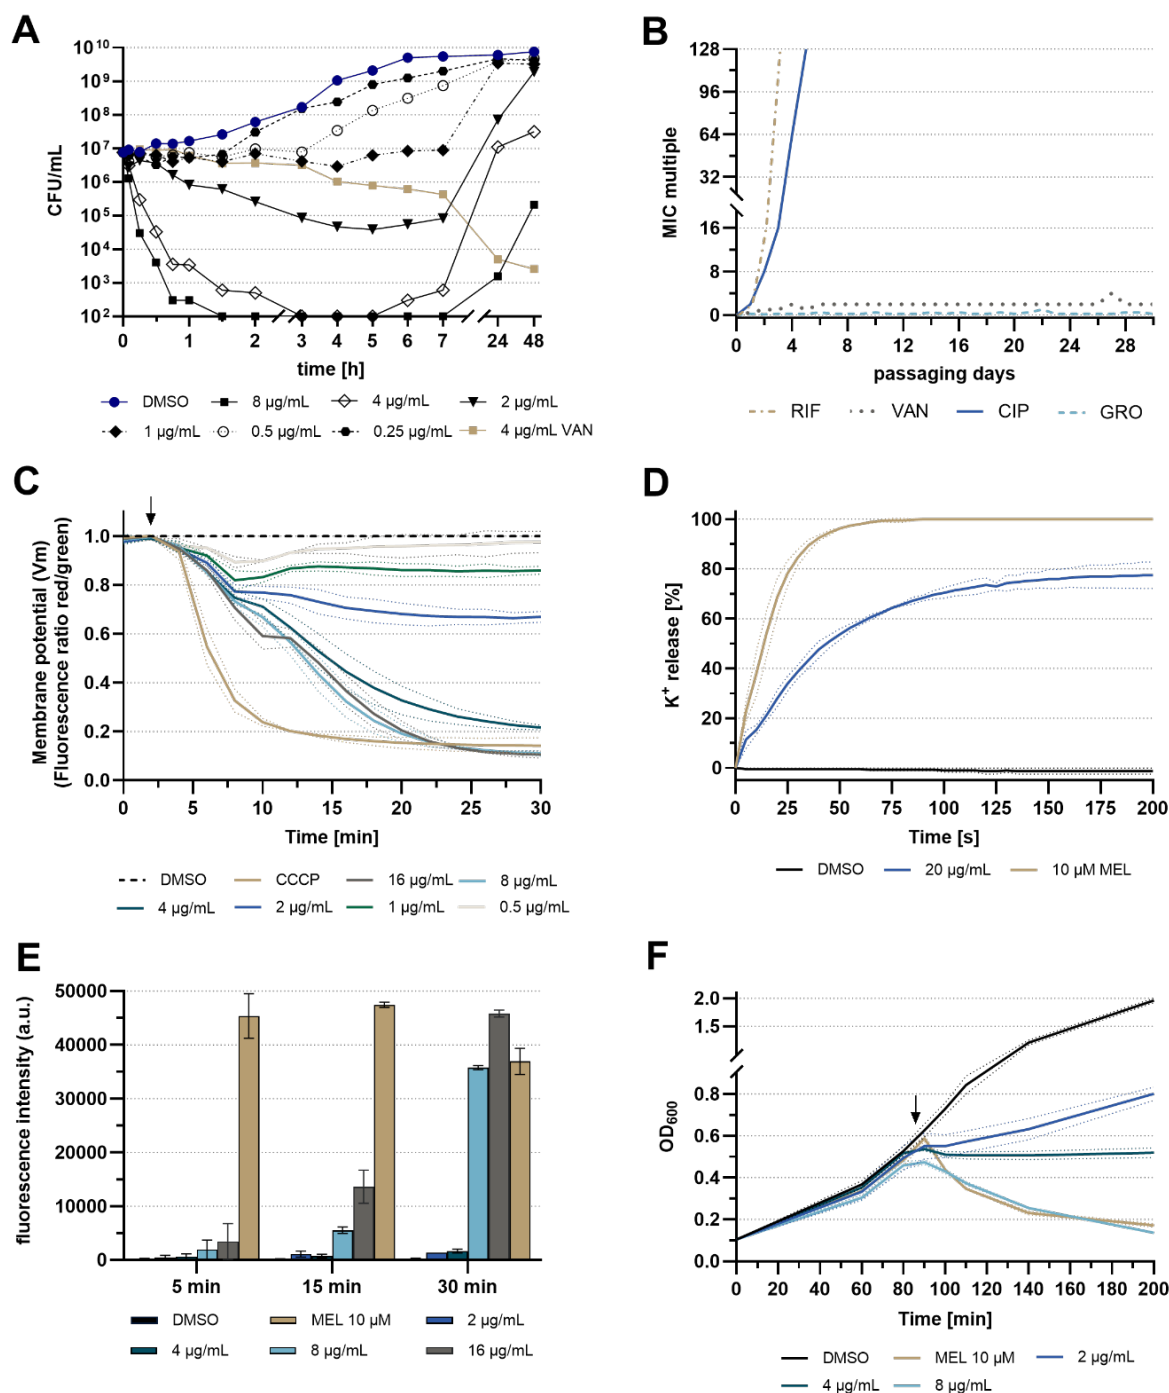 A
CFU/mL
10^10
10^9
10^8
10^7
10^6
10^5
10^4
10^3
10^2
0 1 2 3 4 5 6 7 24 48
time [h]
DMSO 8 µg/mL 4 µg/mL 2 µg/mL
1 µg/mL 0.5 µg/mL 0.25 µg/mL 4 µg/mL VAN
B
MIC multiple
128
96
64
32
16
8
0
0 4 8 12 16 20 24 28
passaging days
RIF VAN CIP GRO
C
Membrane potential (Vm)
(Fluorescence ratio red/green)
1.0
0.8
0.6
0.4
0.2
0.0
0 5 10 15 20 25 30
Time [min]
DMSO CCCP 16 µg/mL 8 µg/mL
4 µg/mL 2 µg/mL 1 µg/mL 0.5 µg/mL
D
K+ release [%]
100
80
60
40
20
0
0 25 50 75 100 125 150 175 200
Time [s]
DMSO 20 µg/mL 10 µM MEL
E
fluorescence intensity (a.u.)
50000
40000
30000
20000
10000
0
5 min 15 min 30 min
DMSO MEL 10 µM 2 µg/mL
4 µg/mL 8 µg/mL 16 µg/mL
F
OD600
2.0
1.5
0.8
0.6
0.4
0.2
0.0
0 20 40 60 80 100 120 140 160 180 200
Time [min]
DMSO MEL 10 µM 2 µg/mL
4 µg/mL 8 µg/mL